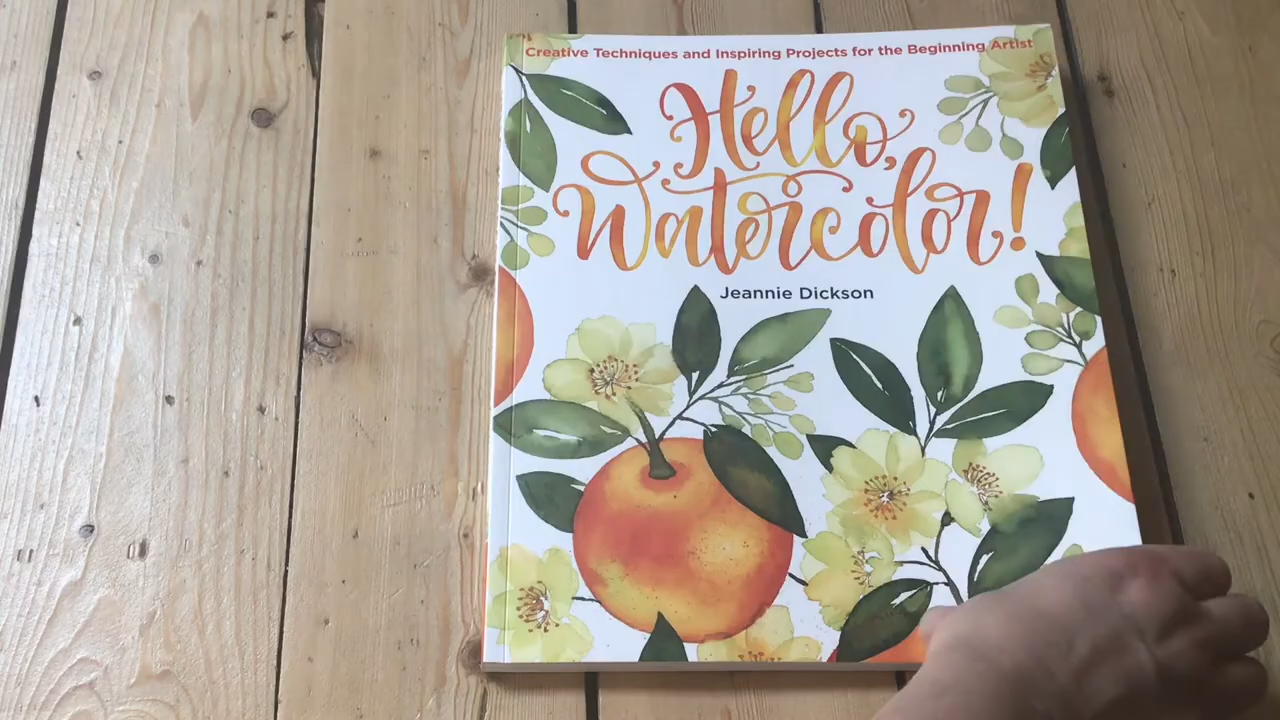 Creative Techniques and Inspiring Projects for the Beginning Artist
Hello,
Watercolor!
Jeannie Dickson